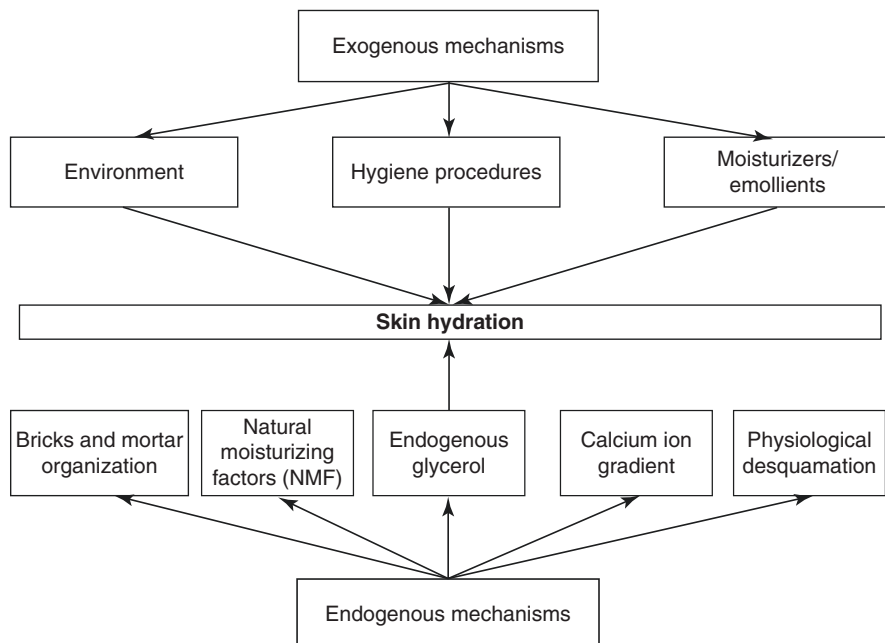 Exogenous mechanisms
Environment
Hygiene procedures
Moisturizers/
emollients
Skin hydration
Bricks and mortar
organization
Natural
moisturizing
factors (NMF)
Endogenous
glycerol
Calcium ion
gradient
Physiological
desquamation
Endogenous mechanisms